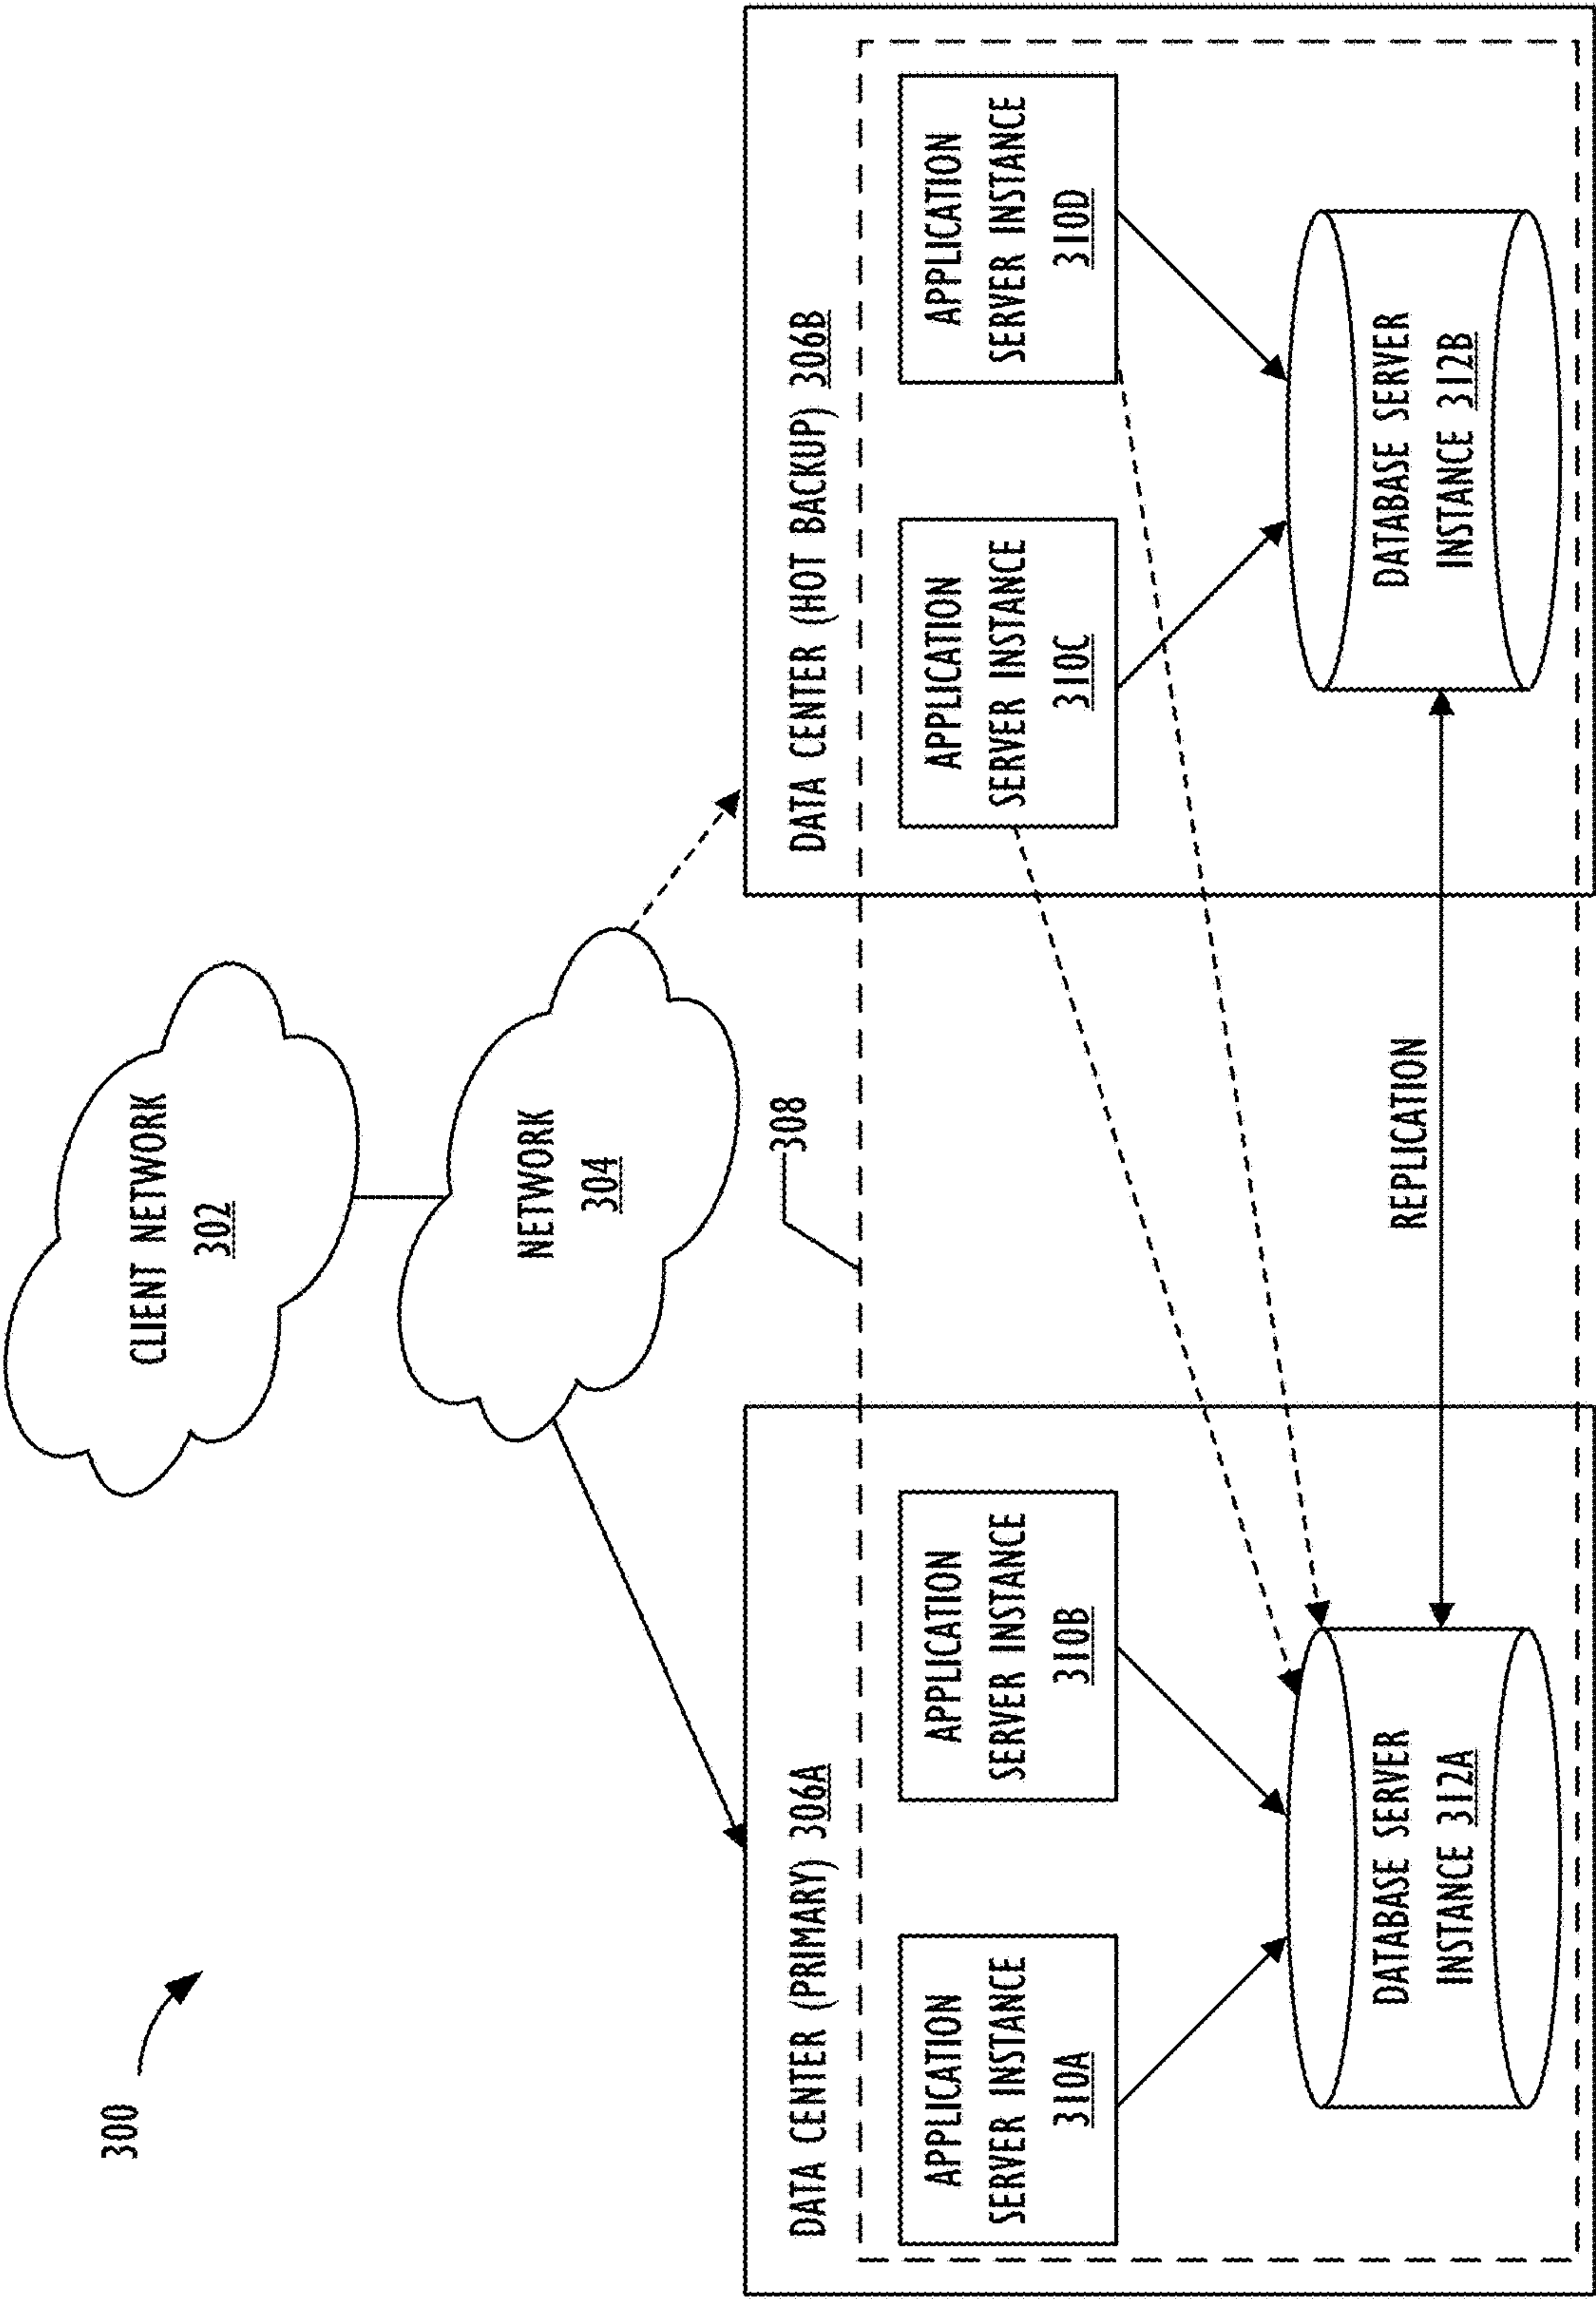 300
CLIENT NETWORK
302
NETWORK
304
308
DATA CENTER (PRIMARY) 306A
APPLICATION
SERVER INSTANCE
310A
APPLICATION
SERVER INSTANCE
310B
DATABASE SERVER
INSTANCE 312A
REPLICATION
DATA CENTER (HOT BACKUP) 306B
APPLICATION
SERVER INSTANCE
310C
APPLICATION
SERVER INSTANCE
310D
DATABASE SERVER
INSTANCE 312B